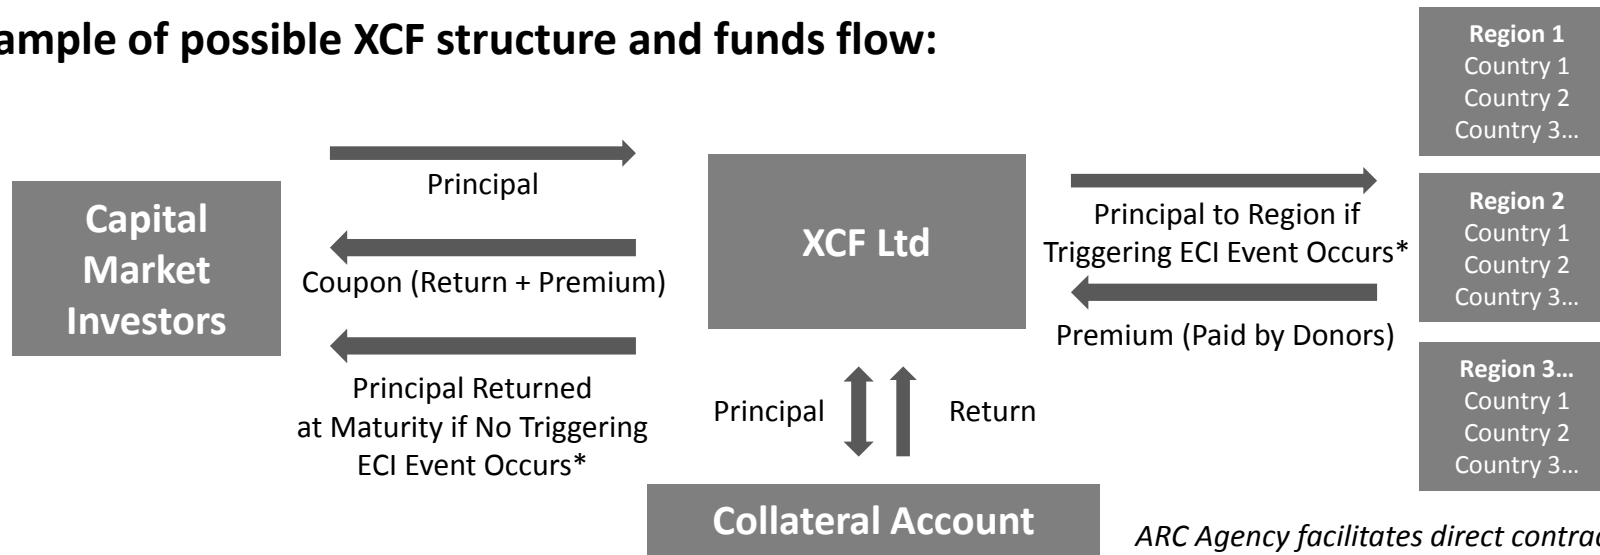 ample of possible XCF structure and funds flow:
Region 1
Country 1
Country 2
Country 3...
Principal
Capital
Market
Investors
Coupon (Return + Premium)
Principal Returned
at Maturity if No Triggering
ECI Event Occurs*
XCF Ltd
Principal to Region if
Triggering ECI Event Occurs*
Premium (Paid by Donors)
Region 2
Country 1
Country 2
Country 3...
Region 3...
Country 1
Country 2
Country 3...
Principal
Return
Collateral Account
ARC Agency facilitates direct contrac